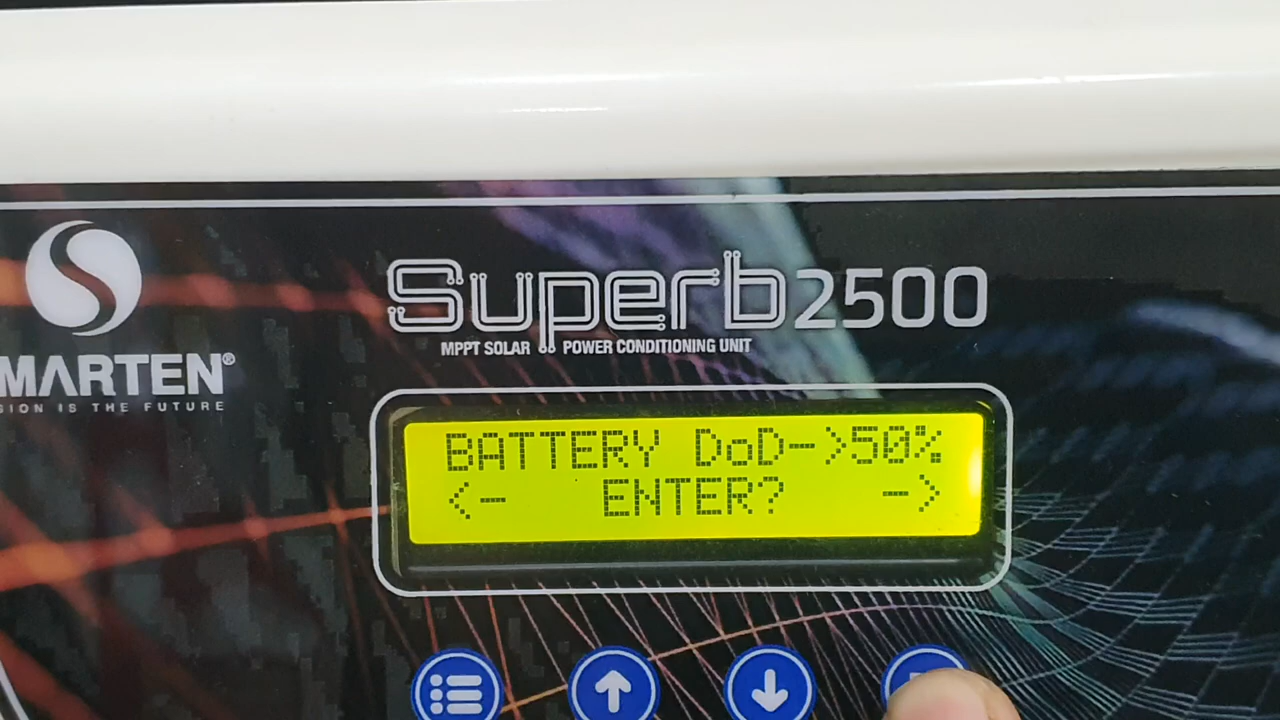 Superb2500
MPPT SOLAR POWER CONDITIONING UNIT
MARTEN®
SION IS THE FUTURE
BATTERY DoD->50%
<- ENTER? ->